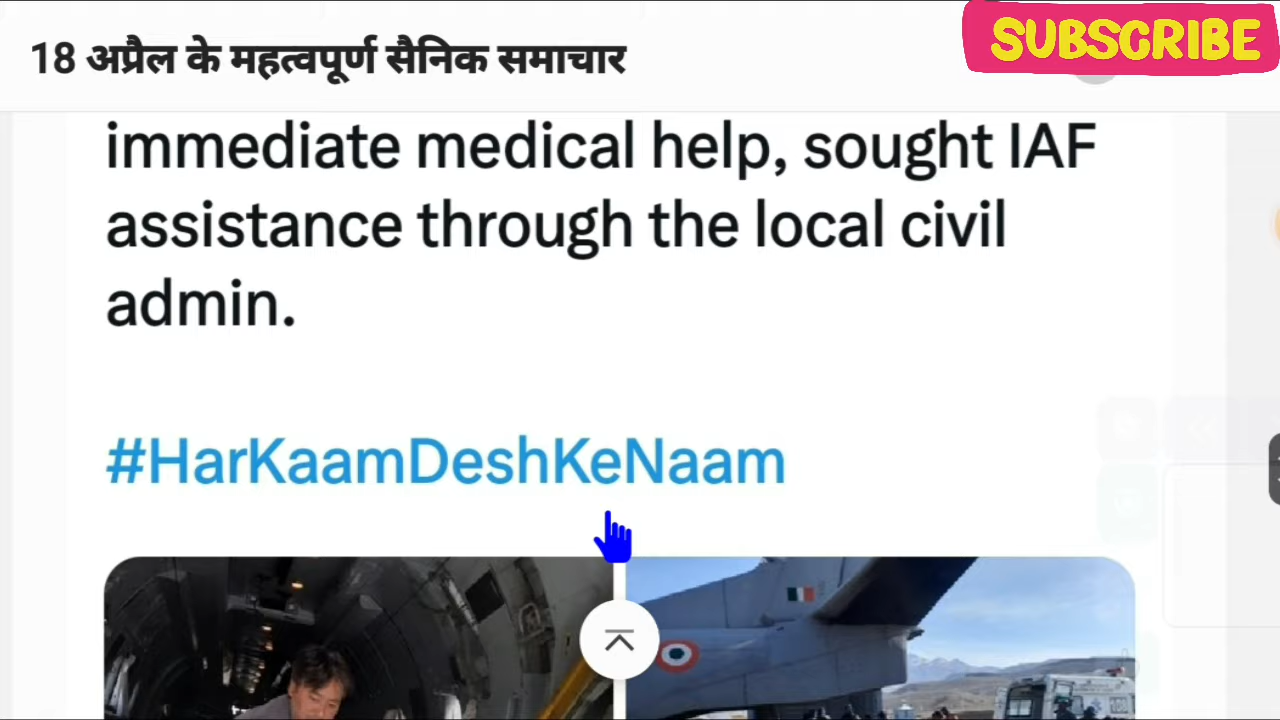 18 अप्रैल के महत्वपूर्ण सैनिक समाचार
SUBSCRIBE
immediate medical help, sought IAF
assistance through the local civil
admin.
#HarKaamDeshKeNaam